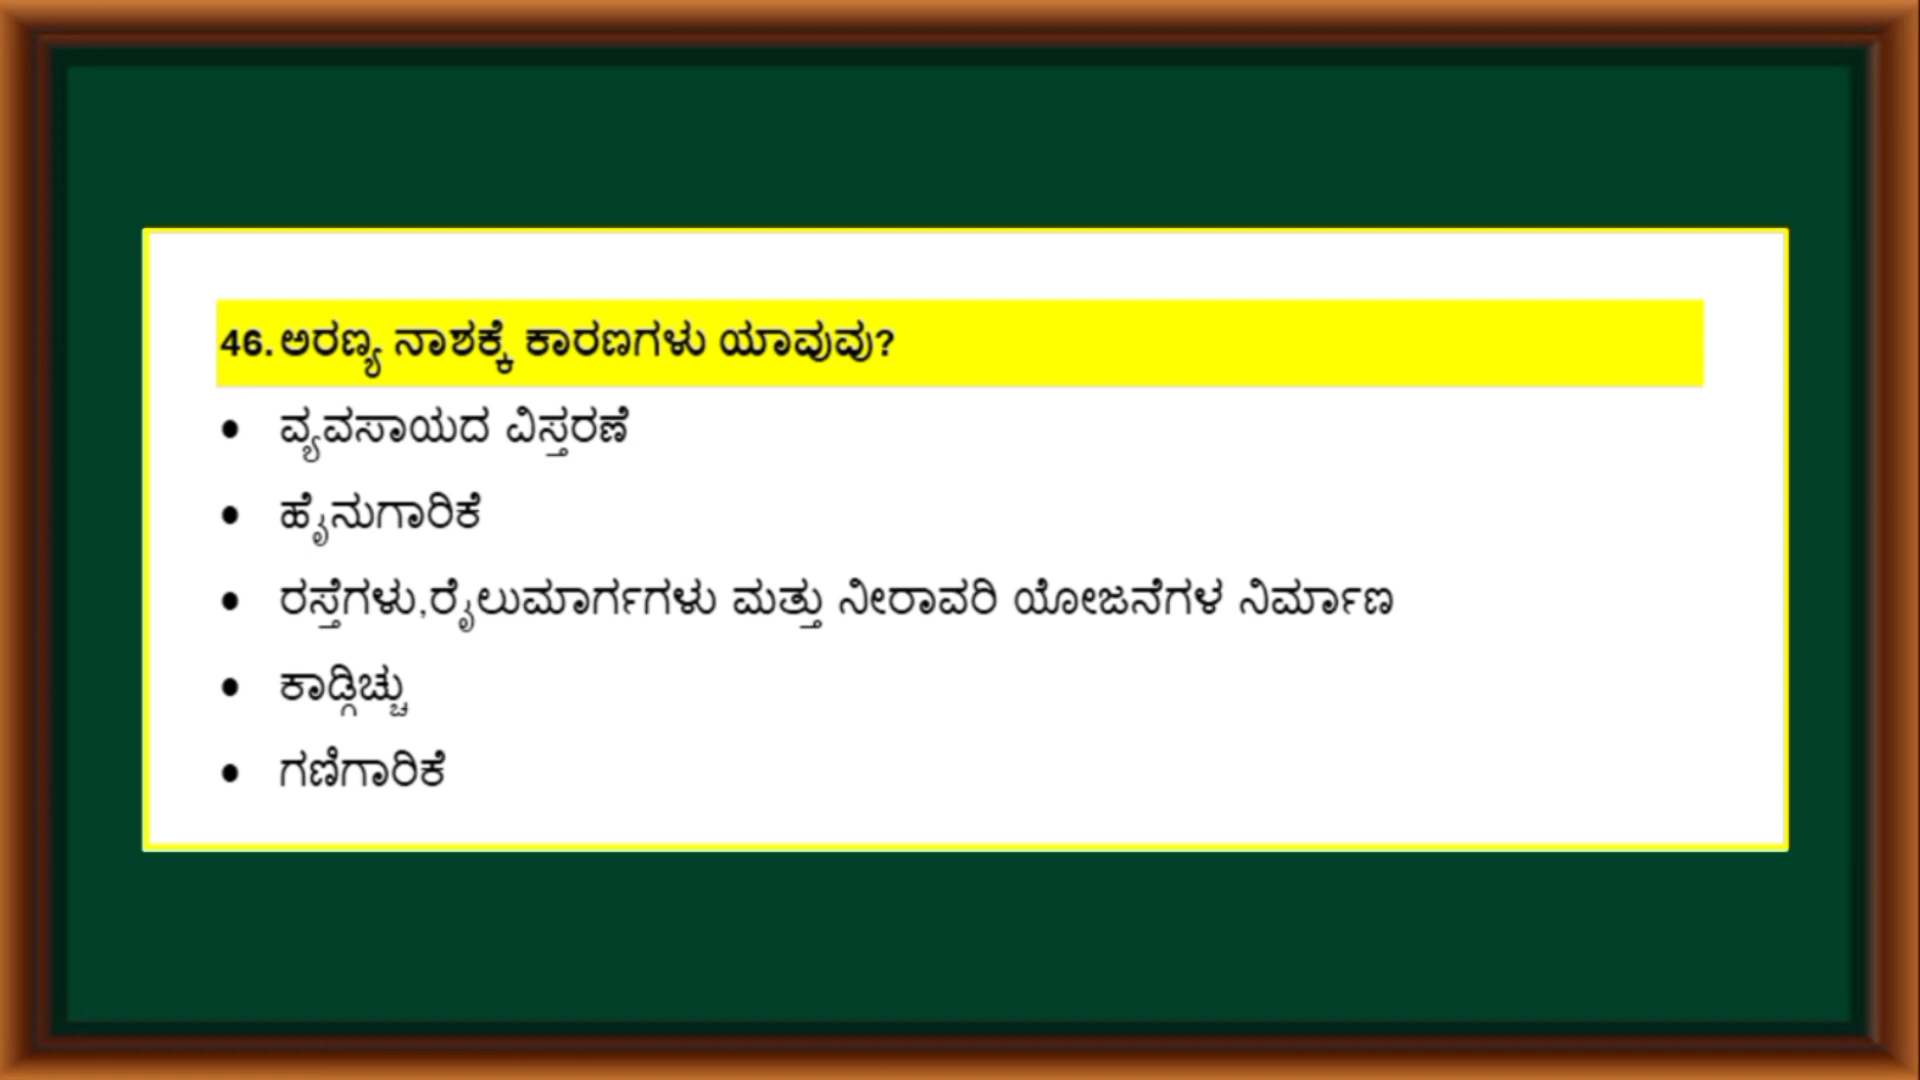 46. ಅರಣ್ಯ ನಾಶಕ್ಕೆ ಕಾರಣಗಳು ಯಾವುವು?
• ವ್ಯವಸಾಯದ ವಿಸ್ತರಣೆ
• ಹೈನುಗಾರಿಕೆ
• ರಸ್ತೆಗಳು,ರೈಲುಮಾರ್ಗಗಳು ಮತ್ತು ನೀರಾವರಿ ಯೋಜನೆಗಳ ನಿರ್ಮಾಣ
• ಕಾಡ್ಗಿಚ್ಚು
• ಗಣಿಗಾರಿಕೆ